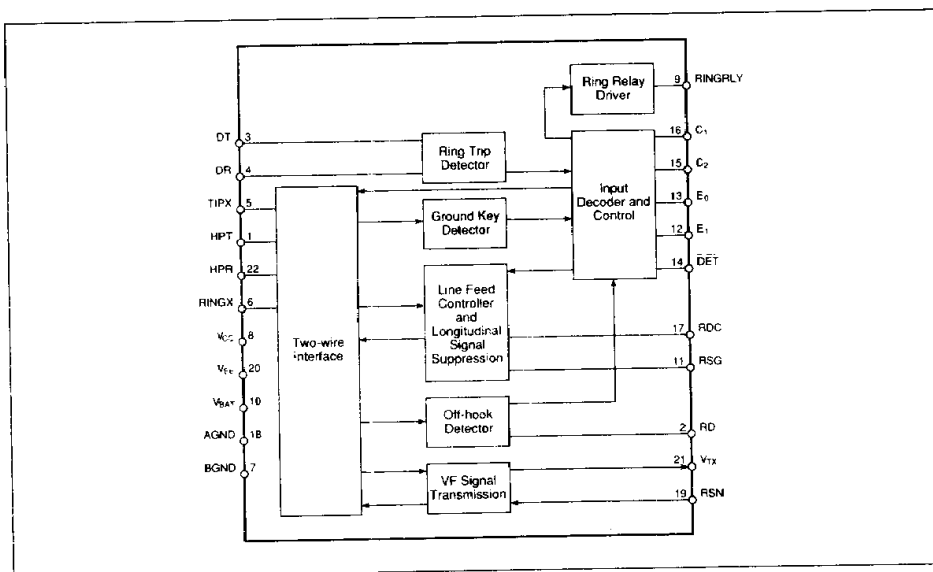 Ring Relay
Driver
9 RINGRLY
16 C1
15 C2
13 E0
12 E1
14 DET
DT 3
DR 4
TIPX 5
HPT 1
HPR 22
RINGX 6
VCC 8
VEE 20
VBAT 10
AGND 18
BGND 7
Ring Trip
Detector
Input
Decoder and
Control
Ground Key
Detector
Line Feed
Controller
and
Longitudinal
Signal
Suppression
Two-wire
Interface
17 RDC
11 RSG
Off-hook
Detector
2 RD
VF Signal
Transmission
21 VTX
19 RSN